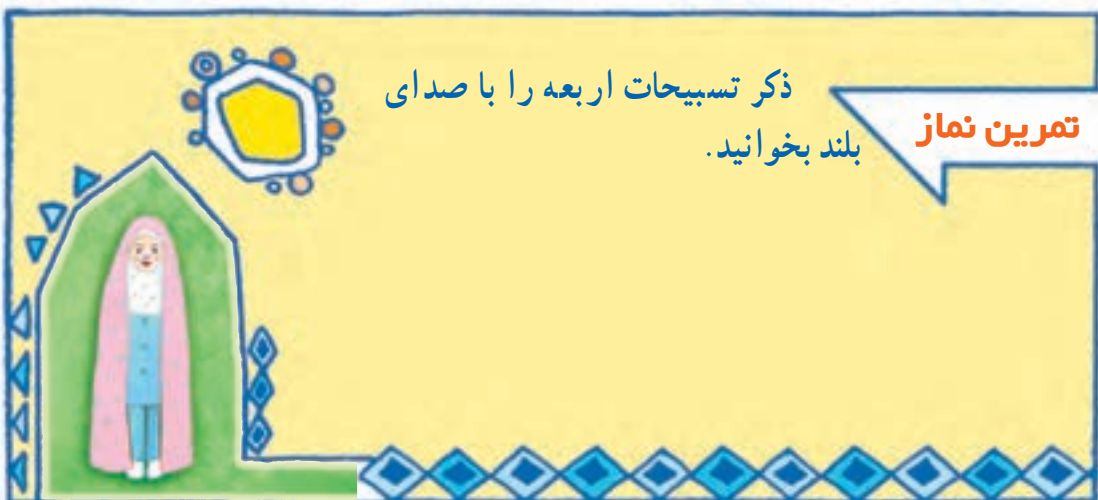 تمرین نماز
ذکر تسبیحات اربعه را با صدای
بلند بخوانید.